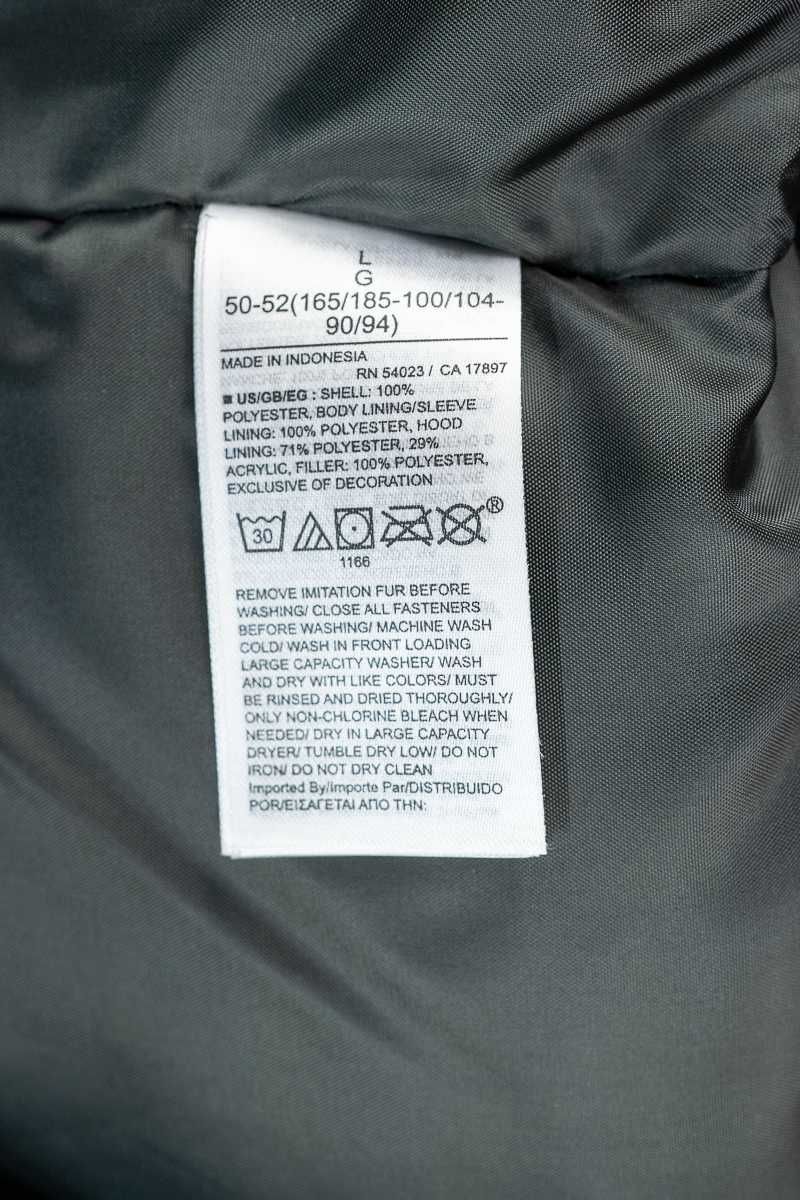 L
G
50-52(165/185-100/104-
90/94)
MADE IN INDONESIA
RN 54023 / CA 17897
■ US/GB/EG : SHELL: 100%
POLYESTER, BODY LINING/SLEEVE
LINING: 100% POLYESTER, HOOD
LINING: 71% POLYESTER, 29%
ACRYLIC, FILLER: 100% POLYESTER,
EXCLUSIVE OF DECORATION
30
®
1166
REMOVE IMITATION FUR BEFORE
WASHING/ CLOSE ALL FASTENERS
BEFORE WASHING/ MACHINE WASH
COLD/ WASH IN FRONT LOADING
LARGE CAPACITY WASHER/ WASH
AND DRY WITH LIKE COLORS/ MUST
BE RINSED AND DRIED THOROUGHLY/
ONLY NON-CHLORINE BLEACH WHEN
NEEDED/ DRY IN LARGE CAPACITY
DRYER/ TUMBLE DRY LOW/ DO NOT
IRON/ DO NOT DRY CLEAN
Imported By/Importe Par/DISTRIBUIDO
POR/ΕΙΣΑΓΕΤΑΙ ΑΠΟ ΤΗΝ: